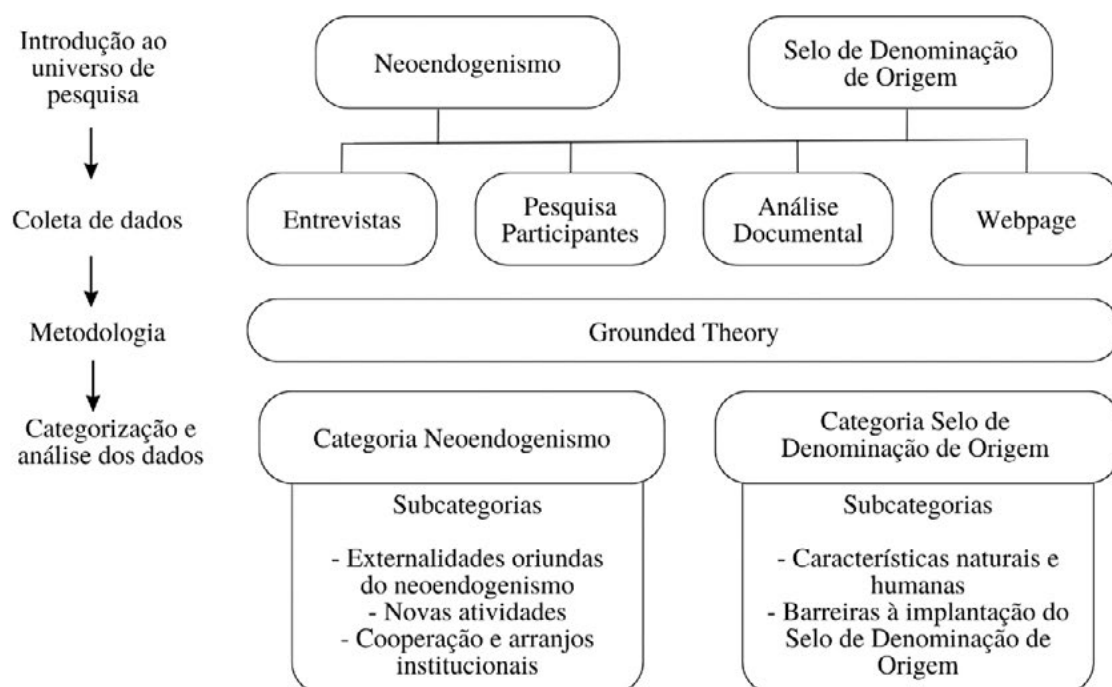 Introdução ao
universo de
pesquisa
Neoendogenismo
Selo de Denominação
de Origem
Coleta de dados
Entrevistas
Pesquisa
Participantes
Análise
Documental
Webpage
Metodologia
Grounded Theory
Categorização e
análise dos dados
Categoria Neoendogenismo
Categoria Selo de
Denominação de Origem
Subcategorias
- Externalidades oriundas
do neoendogenismo
- Novas atividades
- Cooperação e arranjos
institucionais
Subcategorias
- Características naturais e
humanas
- Barreiras à implantação do
Selo de Denominação de
Origem